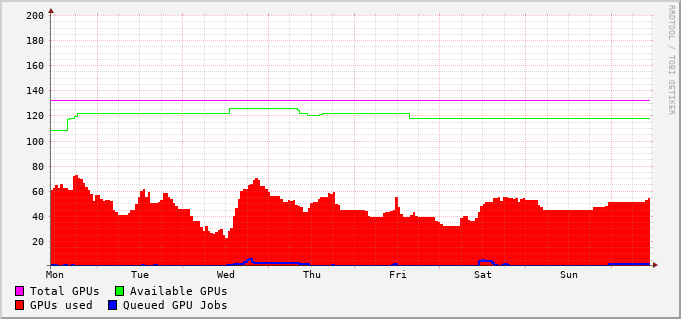 200
180
160
140
120
100
80
60
40
20
Mon Tue Wed Thu Fri Sat Sun
Total GPUs Available GPUs
GPUs used Queued GPU Jobs
RRDTOOL / TOBI OETIKER